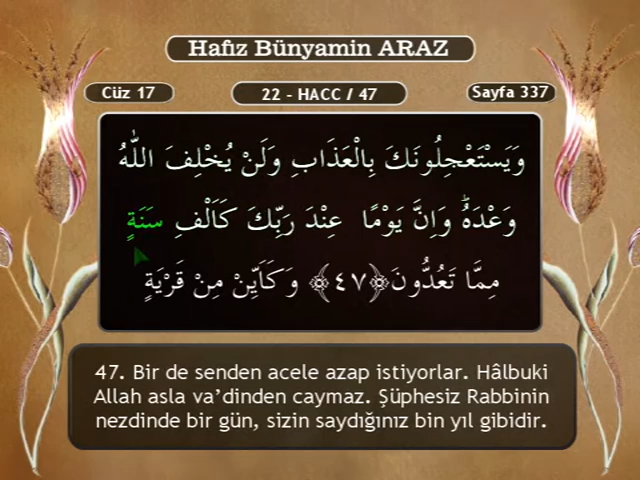 Hafız Bünyamin ARAZ
Cüz 17
22 - HACC / 47
Sayfa 337
وَيَسْتَعْجِلُونَكَ بِالْعَذَابِ وَلَنْ يُخْلِفَ اللّٰهُ
وَعْدَهُۜ وَاِنَّ يَوْمًا عِنْدَ رَبِّكَ كَاَلْفِ سَنَةٍ
مِمَّا تَعُدُّونَ ﴿٤٧﴾ وَكَاَيِّنْ مِنْ قَرْيَةٍ
47. Bir de senden acele azap istiyorlar. Hâlbuki
Allah asla va’dinden caymaz. Şüphesiz Rabbinin
nezdinde bir gün, sizin saydığınız bin yıl gibidir.